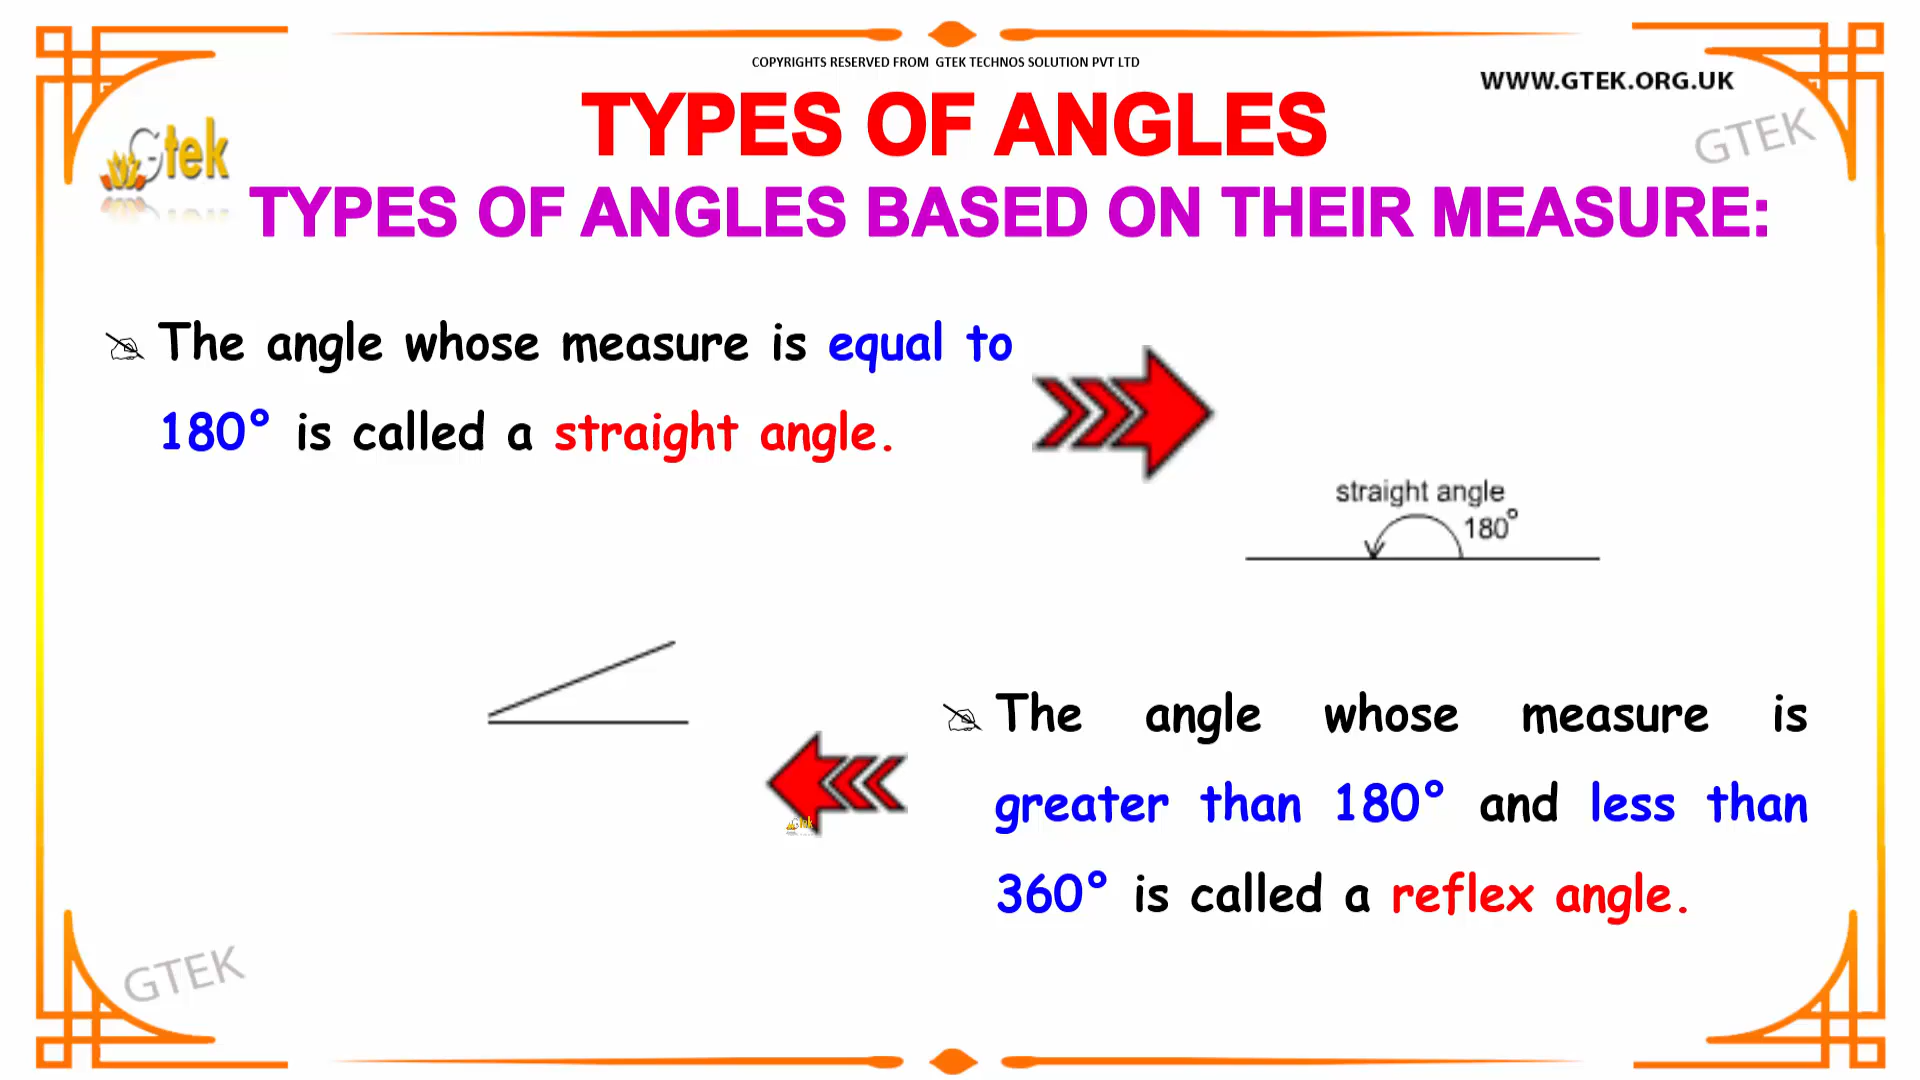 COPYRIGHTS RESERVED FROM GTEK TECHNOS SOLUTION PVT LTD
WWW.GTEK.ORG.UK
TYPES OF ANGLES
GTEK
Gtek
TYPES OF ANGLES BASED ON THEIR MEASURE:
The angle whose measure is equal to
180° is called a straight angle.
straight angle
180°
The angle whose measure is
greater than 180° and less than
360° is called a reflex angle.
Gtek
GTEK